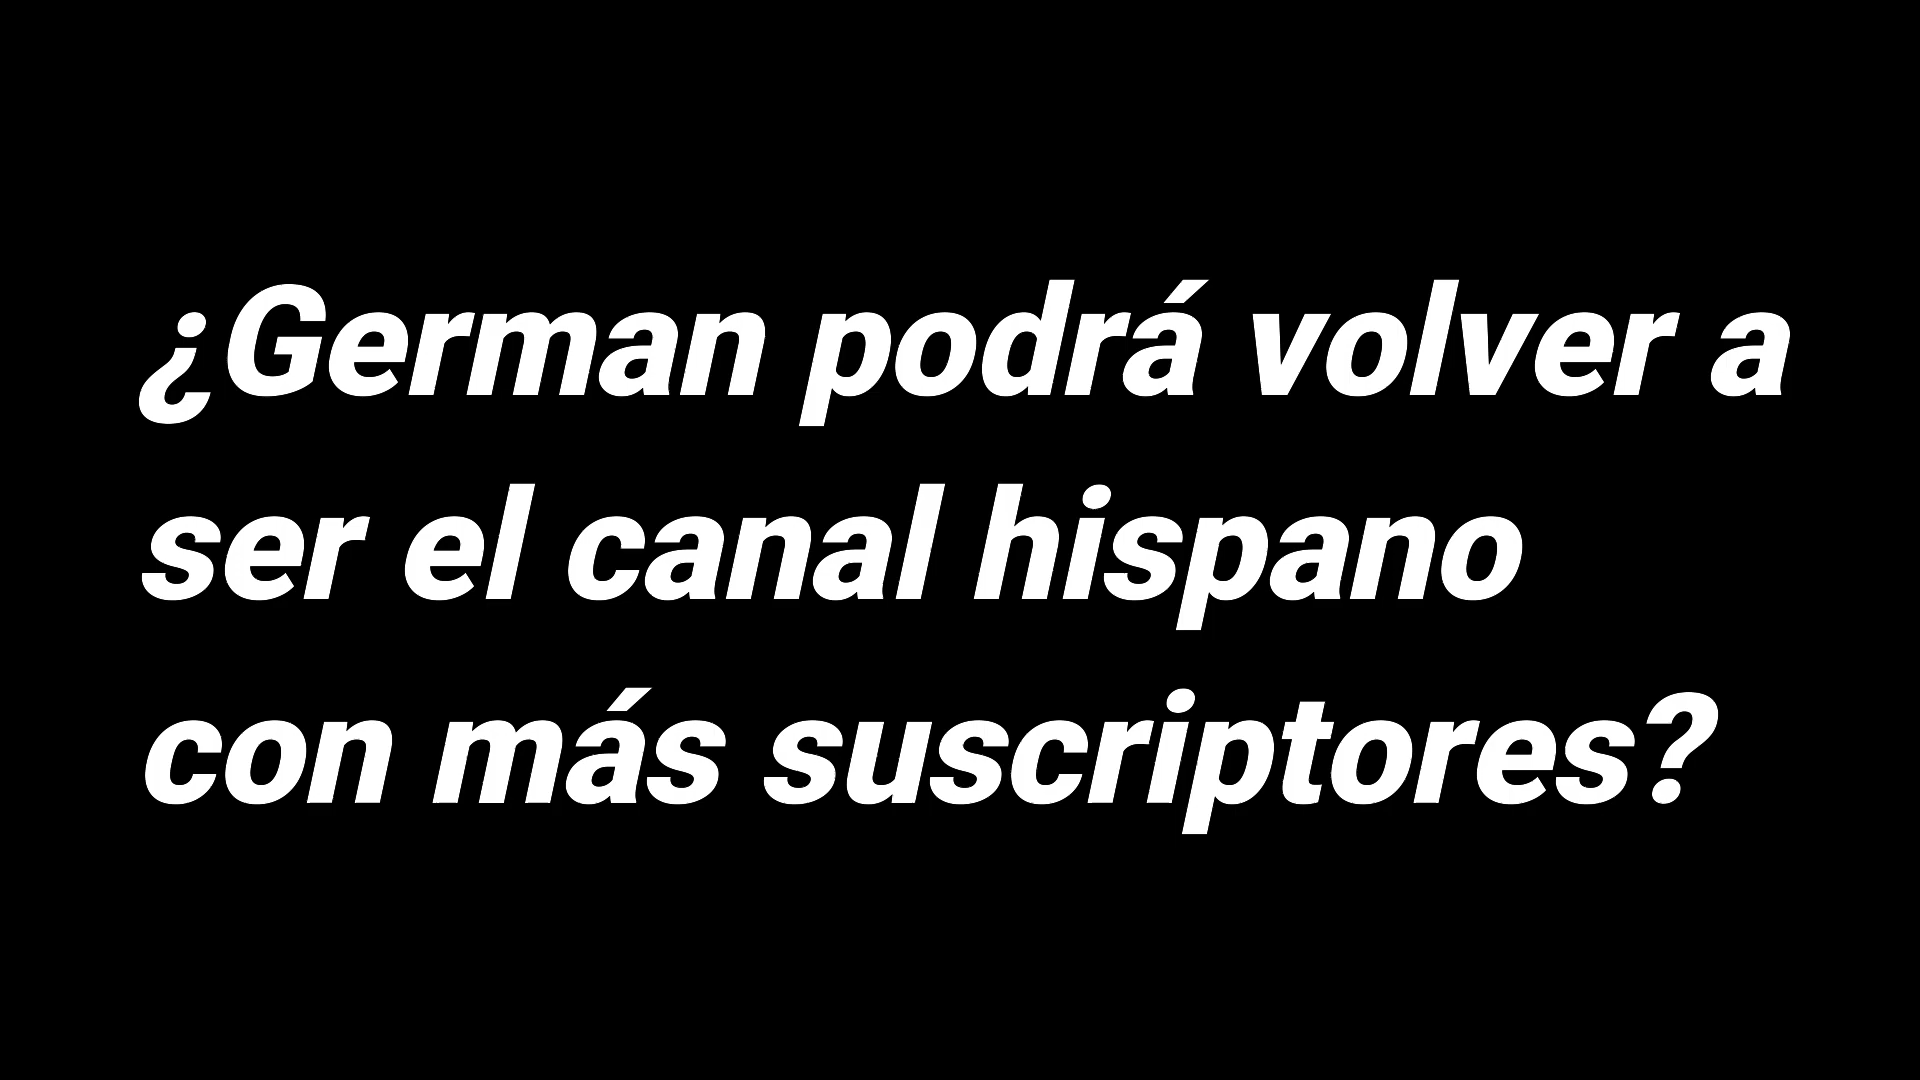 ¿German podrá volver a
ser el canal hispano
con más suscriptores?